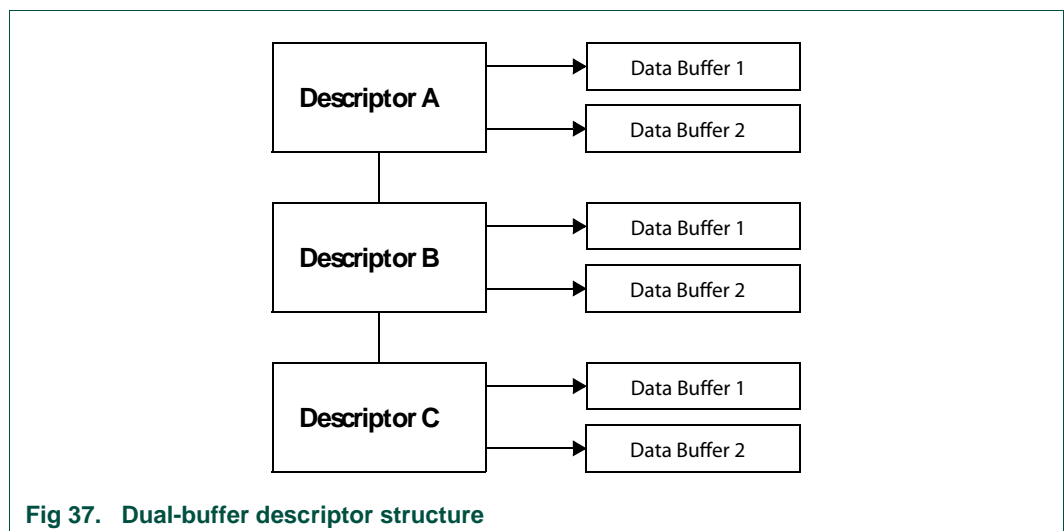 Descriptor A
Data Buffer 1
Data Buffer 2
Descriptor B
Data Buffer 1
Data Buffer 2
Descriptor C
Data Buffer 1
Data Buffer 2
Fig 37. Dual-buffer descriptor structure